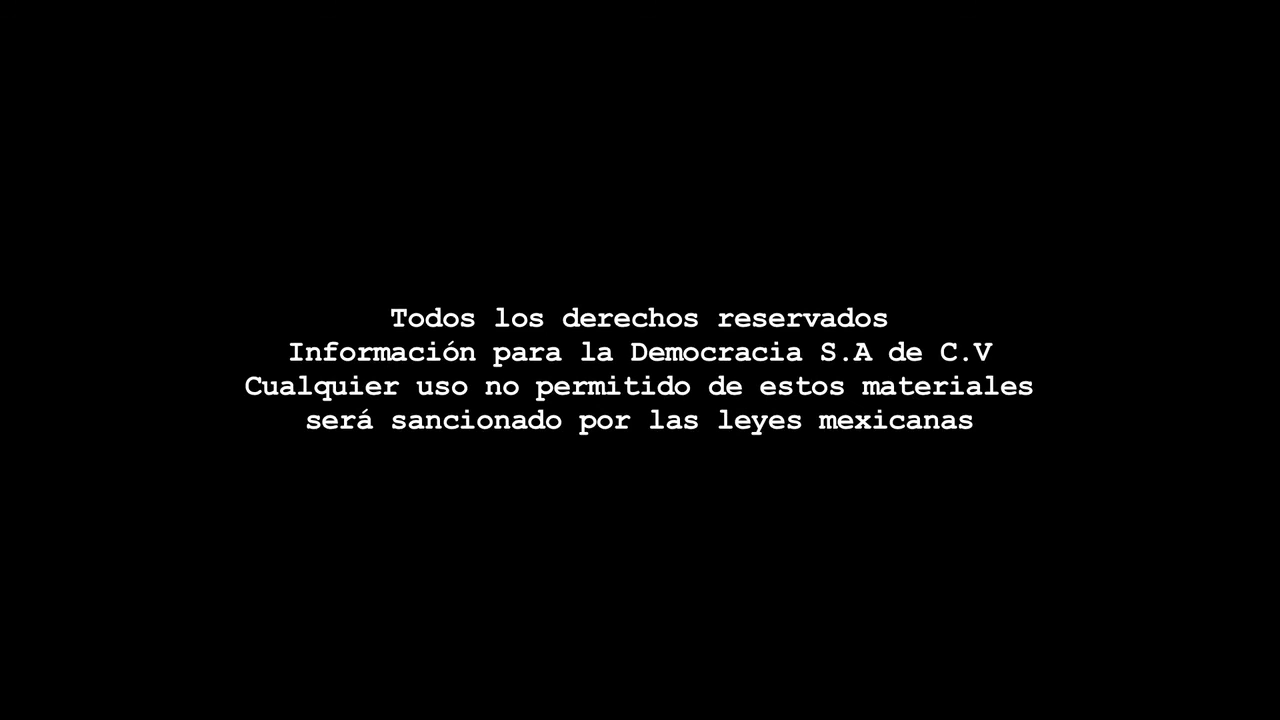 Todos los derechos reservados
Información para la Democracia S.A de C.V
Cualquier uso no permitido de estos materiales
será sancionado por las leyes mexicanas